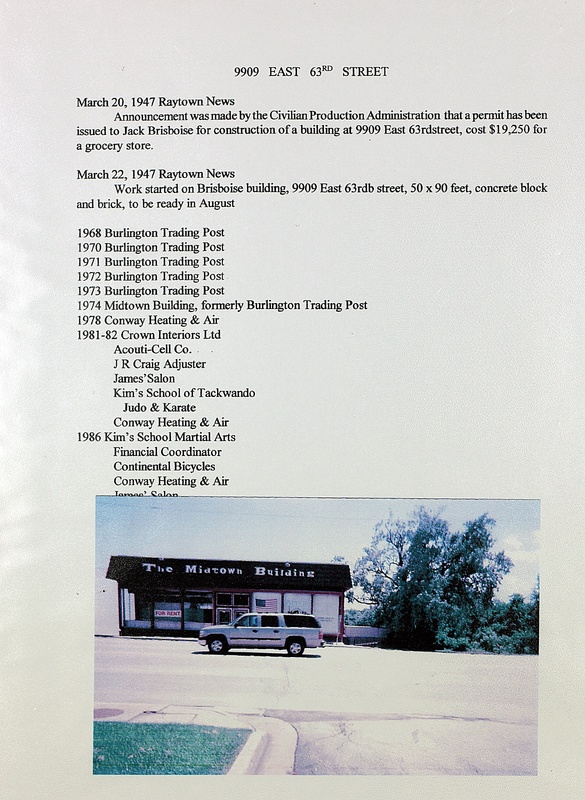 9909 EAST 63RD STREET
March 20, 1947 Raytown News
Announcement was made by the Civilian Production Administration that a permit has been
issued to Jack Brisboise for construction of a building at 9909 East 63rdstreet, cost $19,250 for
a grocery store.
March 22, 1947 Raytown News
Work started on Brisboise building, 9909 East 63rdb street, 50 x 90 feet, concrete block
and brick, to be ready in August
1968 Burlington Trading Post
1970 Burlington Trading Post
1971 Burlington Trading Post
1972 Burlington Trading Post
1973 Burlington Trading Post
1974 Midtown Building, formerly Burlington Trading Post
1978 Conway Heating & Air
1981-82 Crown Interiors Ltd
Acouti-Cell Co.
J R Craig Adjuster
James'Salon
Kim's School of Tackwando
Judo & Karate
Conway Heating & Air
1986 Kim's School Martial Arts
Financial Coordinator
Continental Bicycles
Conway Heating & Air
James' Salon
The Midtown Building
FOR RENT